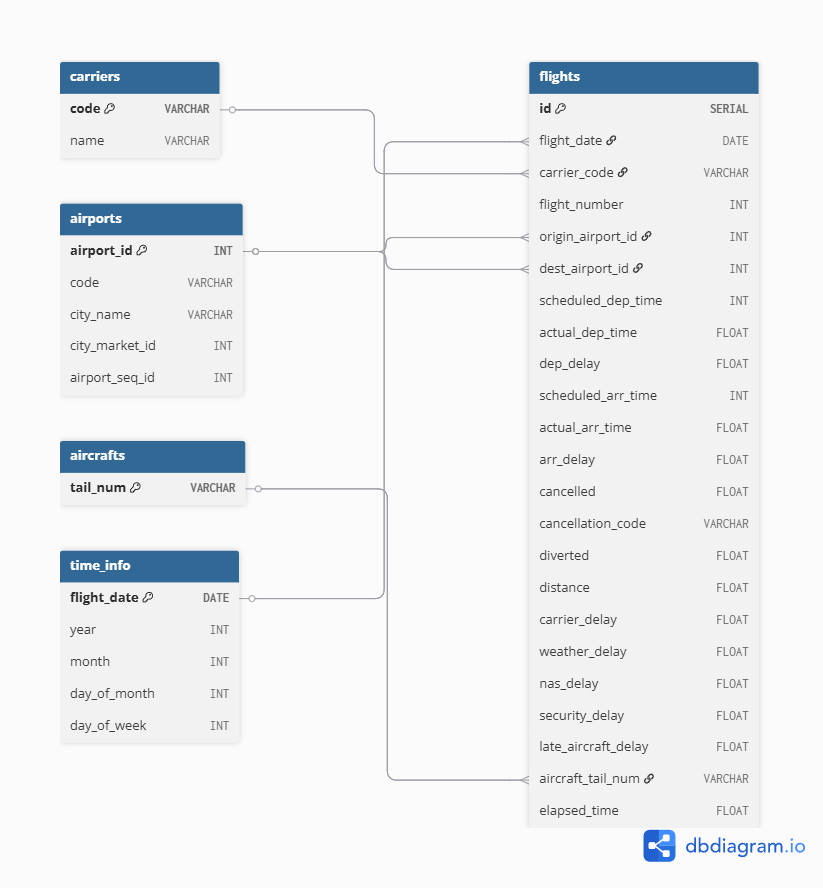 carriers
code VARCHAR
name VARCHAR
airports
airport_id INT
code VARCHAR
city_name VARCHAR
city_market_id INT
airport_seq_id INT
aircrafts
tail_num VARCHAR
time_info
flight_date DATE
year INT
month INT
day_of_month INT
day_of_week INT
flights
id SERIAL
flight_date DATE
carrier_code VARCHAR
flight_number INT
origin_airport_id INT
dest_airport_id INT
scheduled_dep_time INT
actual_dep_time FLOAT
dep_delay FLOAT
scheduled_arr_time INT
actual_arr_time FLOAT
arr_delay FLOAT
cancelled FLOAT
cancellation_code VARCHAR
diverted FLOAT
distance FLOAT
carrier_delay FLOAT
weather_delay FLOAT
nas_delay FLOAT
security_delay FLOAT
late_aircraft_delay FLOAT
aircraft_tail_num VARCHAR
elapsed_time FLOAT
dbdiagram.io